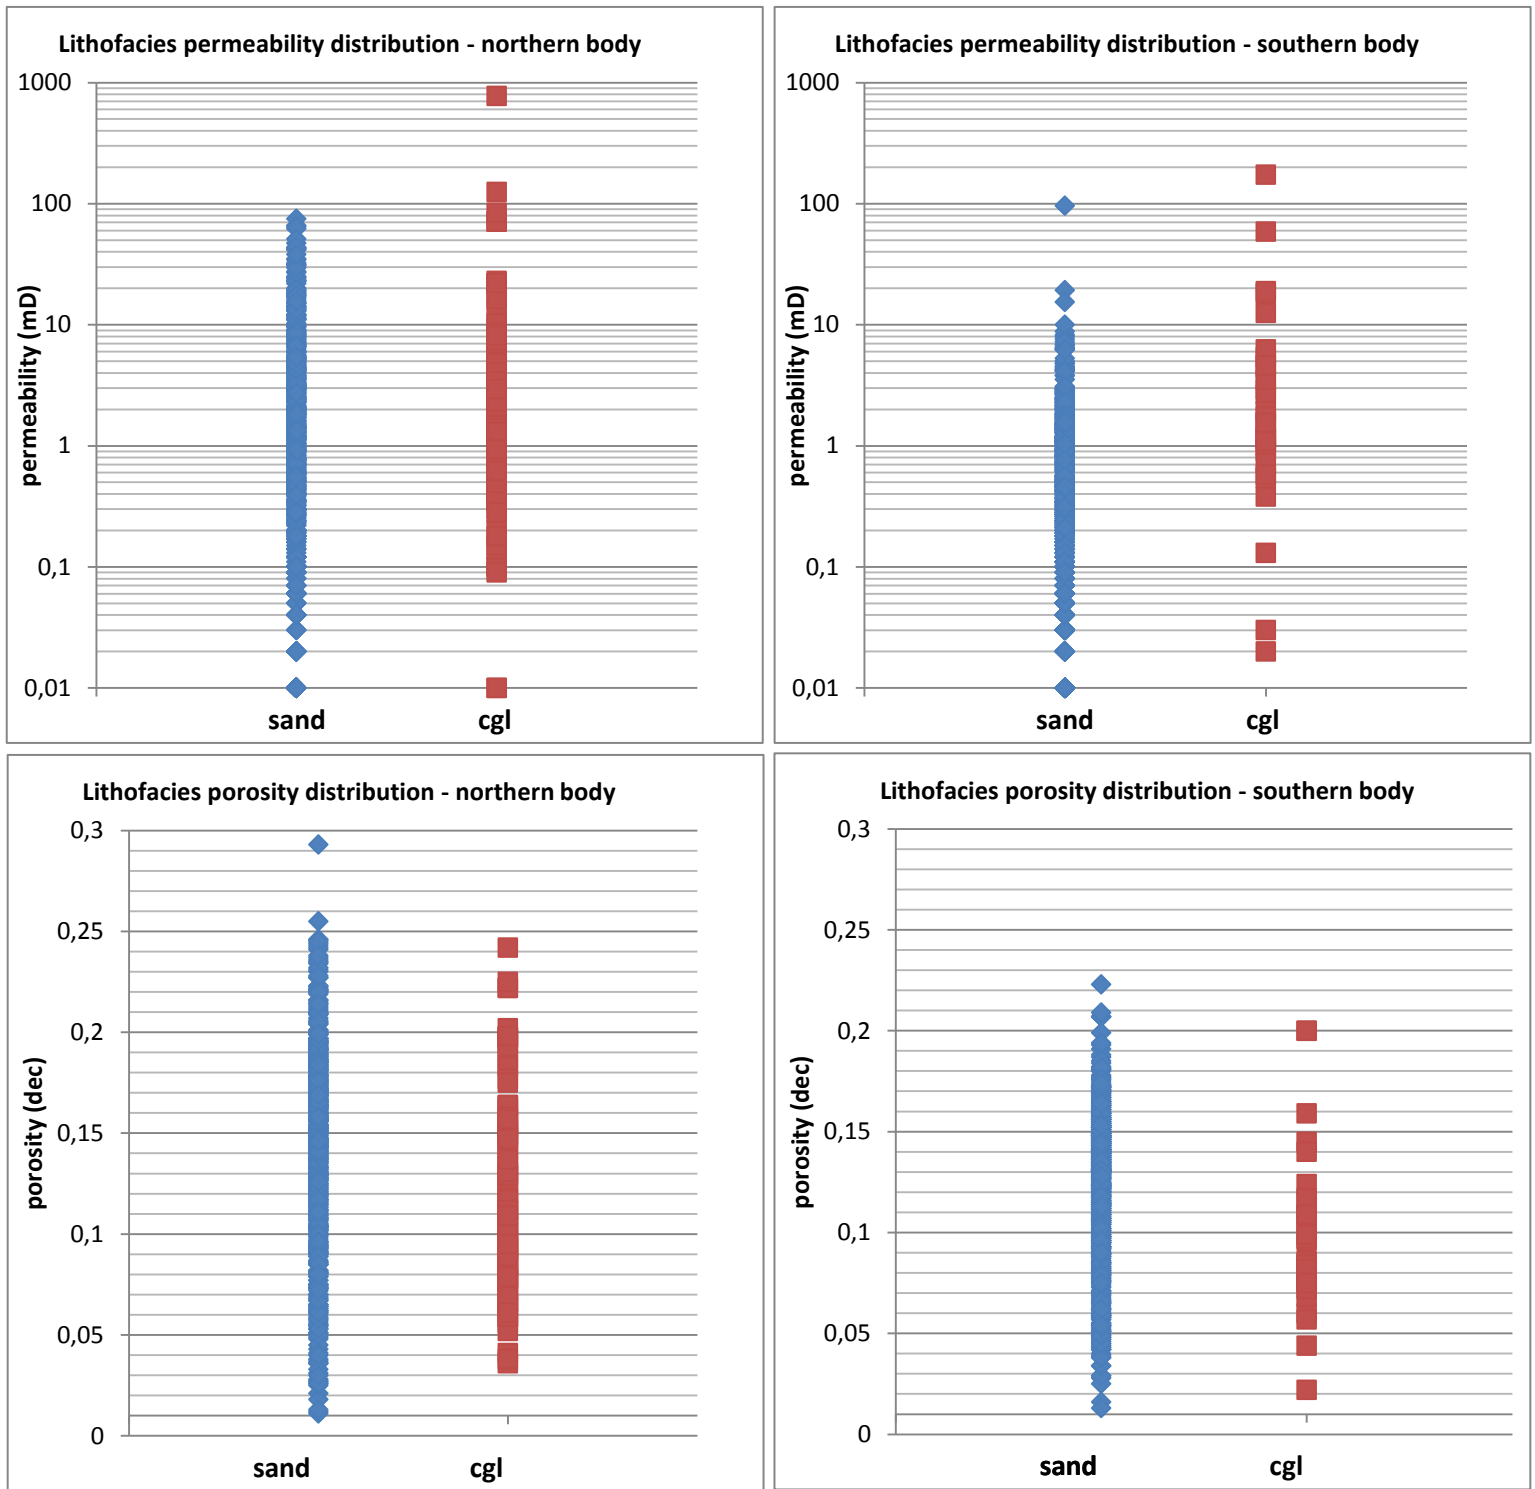 Lithofacies permeability distribution - northern body
1000
100
10
1
0,1
0,01
permeability (mD)
sand
cgl
Lithofacies permeability distribution - southern body
1000
100
10
1
0,1
0,01
permeability (mD)
sand
cgl
Lithofacies porosity distribution - northern body
0,3
0,25
0,2
0,15
0,1
0,05
0
porosity (dec)
sand
cgl
Lithofacies porosity distribution - southern body
0,3
0,25
0,2
0,15
0,1
0,05
0
porosity (dec)
sand
cgl